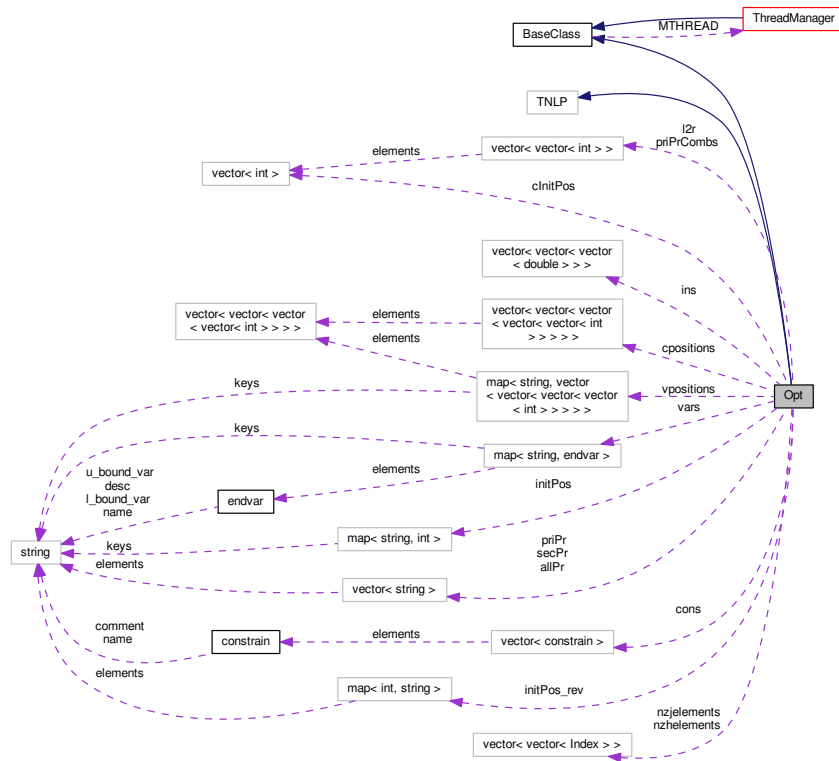 ThreadManager
BaseClass
MTHREAD
TNLP
l2r
priPrCombs
vector< vector< int > >
elements
vector< int >
cInitPos
vector< vector< vector
< double > > >
ins
vector< vector< vector
< vector< int > > > >
elements
elements
vector< vector< vector
< vector< vector< int
> > > > >
cpositions
map< string, vector
< vector< vector< vector
< int > > > > >
vpositions
Opt
keys
vars
keys
map< string, endvar >
elements
u_bound_var
desc
l_bound_var
name
endvar
initPos
string
keys
map< string, int >
priPr
secPr
allPr
elements
vector< string >
cons
comment
name
constrain
elements
vector< constrain >
elements
map< int, string >
initPos_rev
nzjelements
nzhelements
vector< vector< Index > >